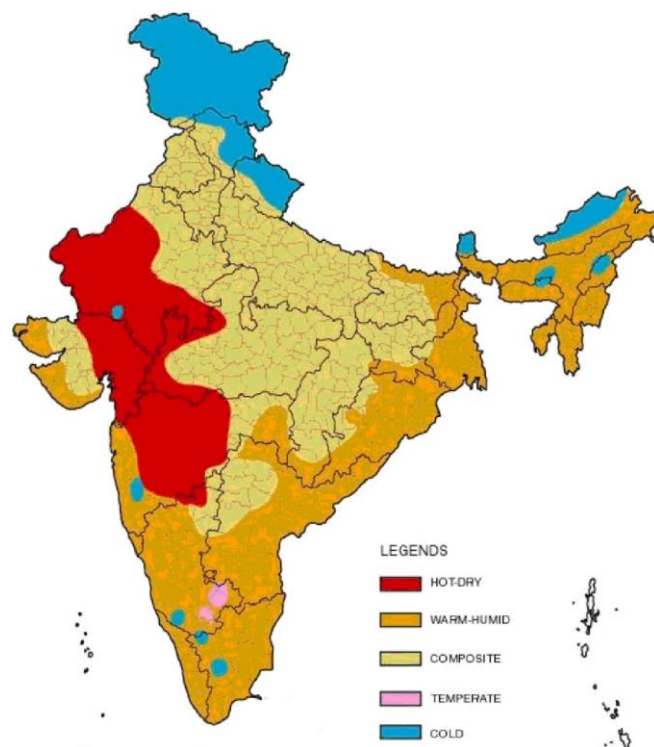 LEGENDS
HOT-DRY
WARM-HUMID
COMPOSITE
TEMPERATE
COLD